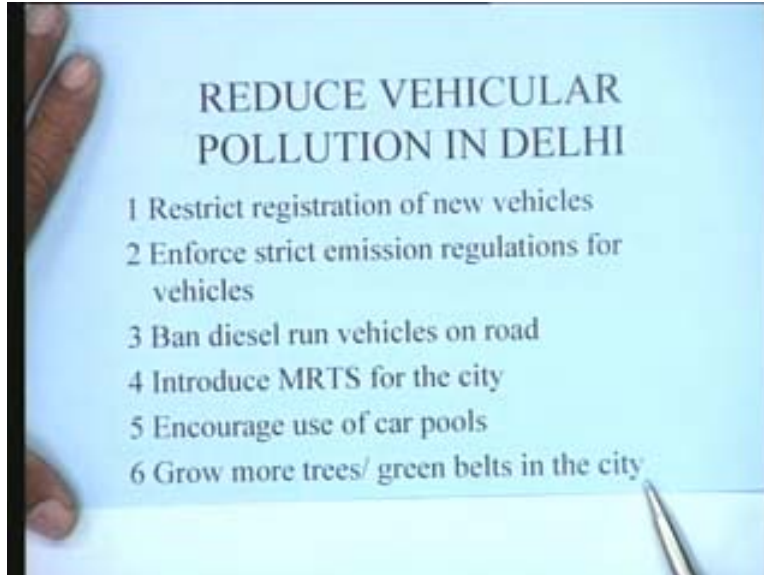 REDUCE VEHICULAR
POLLUTION IN DELHI
1 Restrict registration of new vehicles
2 Enforce strict emission regulations for
vehicles
3 Ban diesel run vehicles on road
4 Introduce MRTS for the city
5 Encourage use of car pools
6 Grow more trees/ green belts in the city